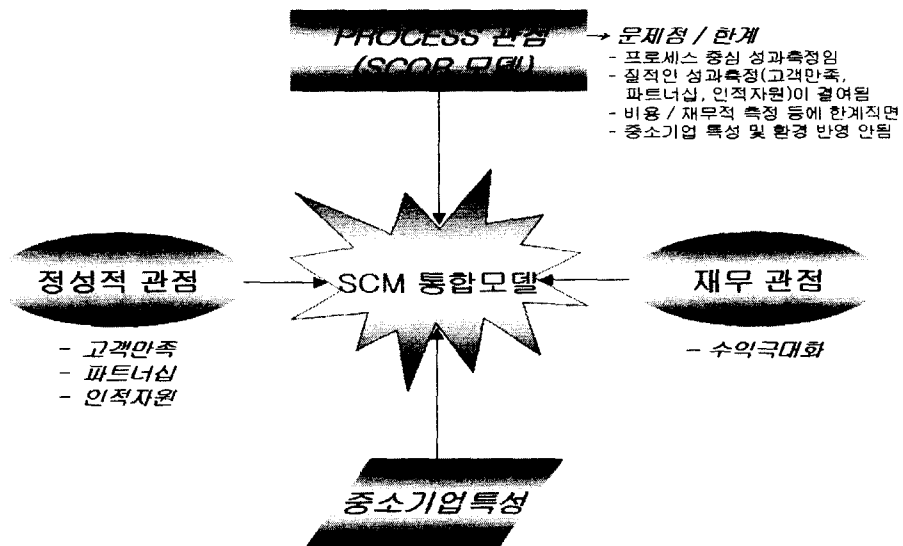 PROCESS 관점
(SCOR 모델)
→ 문제점 / 한계
- 프로세스 중심 성과측정임
- 질적인 성과측정(고객만족,
파트너십, 인적자원)이 결여됨
- 비용 / 재무적 측정 등에 한계직면
- 중소기업 특성 및 환경 반영 안됨
정성적 관점
SCM 통합모델
재무 관점
- 고객만족
- 파트너십
- 인적자원
- 수익극대화
중소기업특성